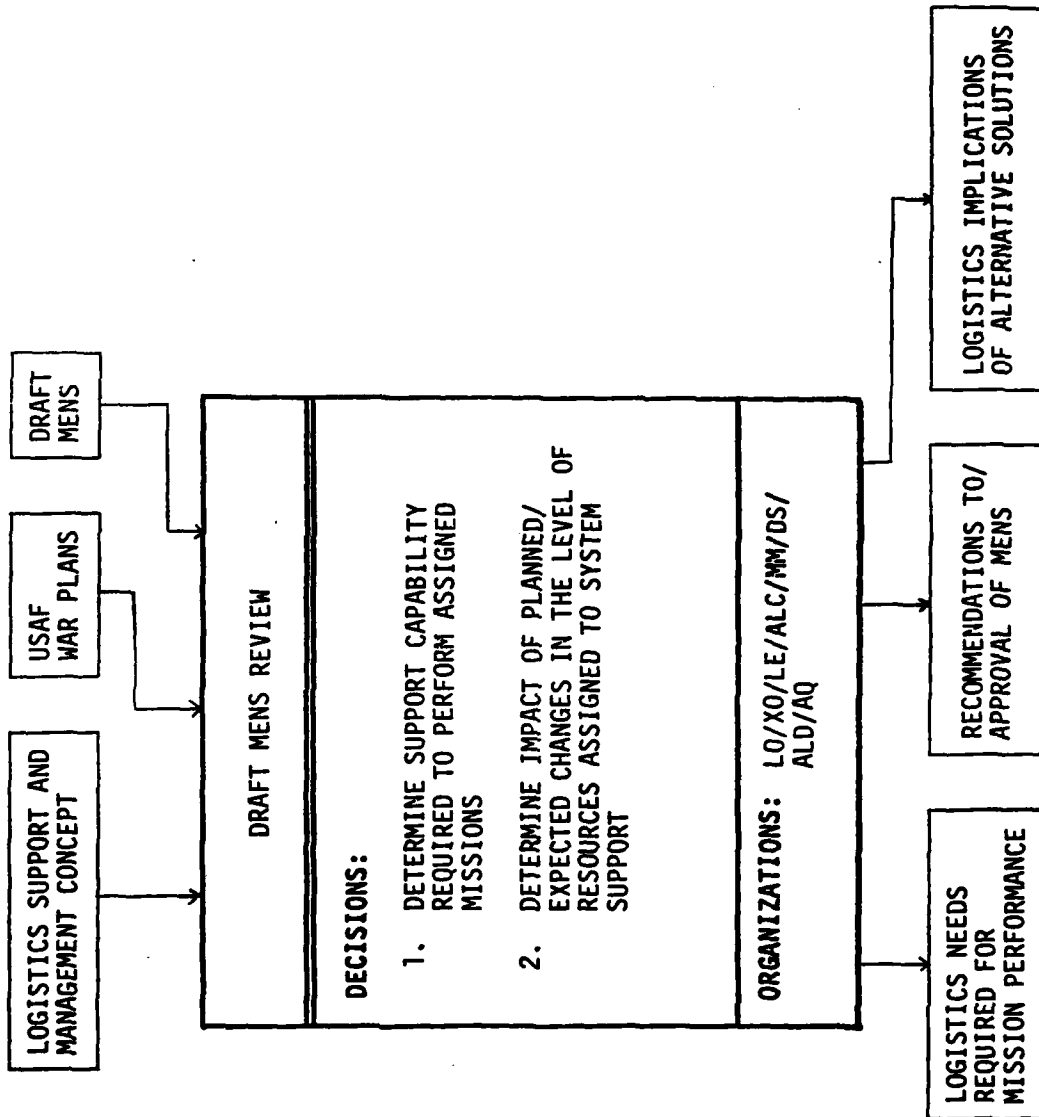 LOGISTICS SUPPORT AND
MANAGEMENT CONCEPT
USAF
WAR PLANS
DRAFT
MENS
DRAFT MENS REVIEW
DECISIONS:
1. DETERMINE SUPPORT CAPABILITY
REQUIRED TO PERFORM ASSIGNED
MISSIONS
2. DETERMINE IMPACT OF PLANNED/
EXPECTED CHANGES IN THE LEVEL OF
RESOURCES ASSIGNED TO SYSTEM
SUPPORT
ORGANIZATIONS: LO/XO/LE/ALC/MM/DS/
ALD/AQ
LOGISTICS NEEDS
REQUIRED FOR
MISSION PERFORMANCE
RECOMMENDATIONS TO/
APPROVAL OF MENS
LOGISTICS IMPLICATIONS
OF ALTERNATIVE SOLUTIONS